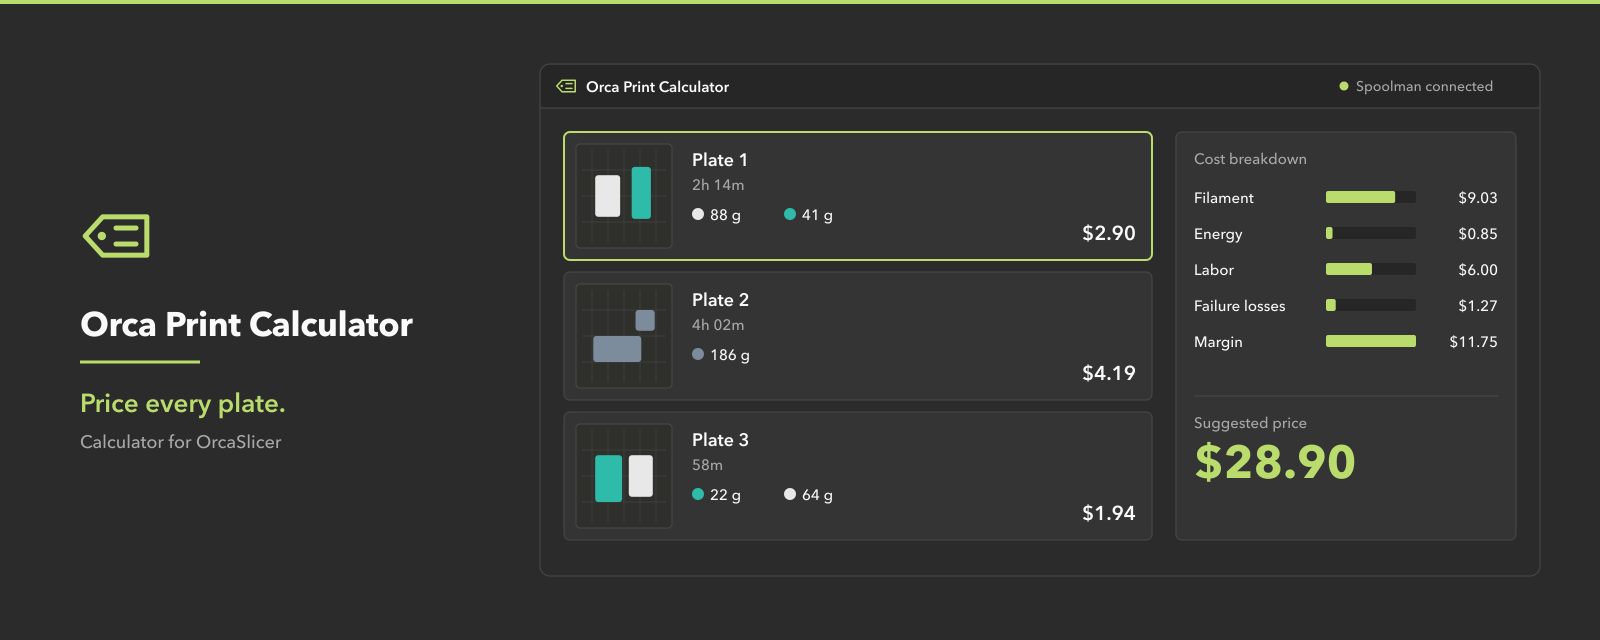 Orca Print Calculator
Price every plate.
Calculator for OrcaSlicer
Orca Print Calculator
Spoolman connected
Plate 1
2h 14m
88 g
41 g
$2.90
Plate 2
4h 02m
186 g
$4.19
Plate 3
58m
22 g
64 g
$1.94
Cost breakdown
Filament $9.03
Energy $0.85
Labor $6.00
Failure losses $1.27
Margin $11.75
Suggested price
$28.90